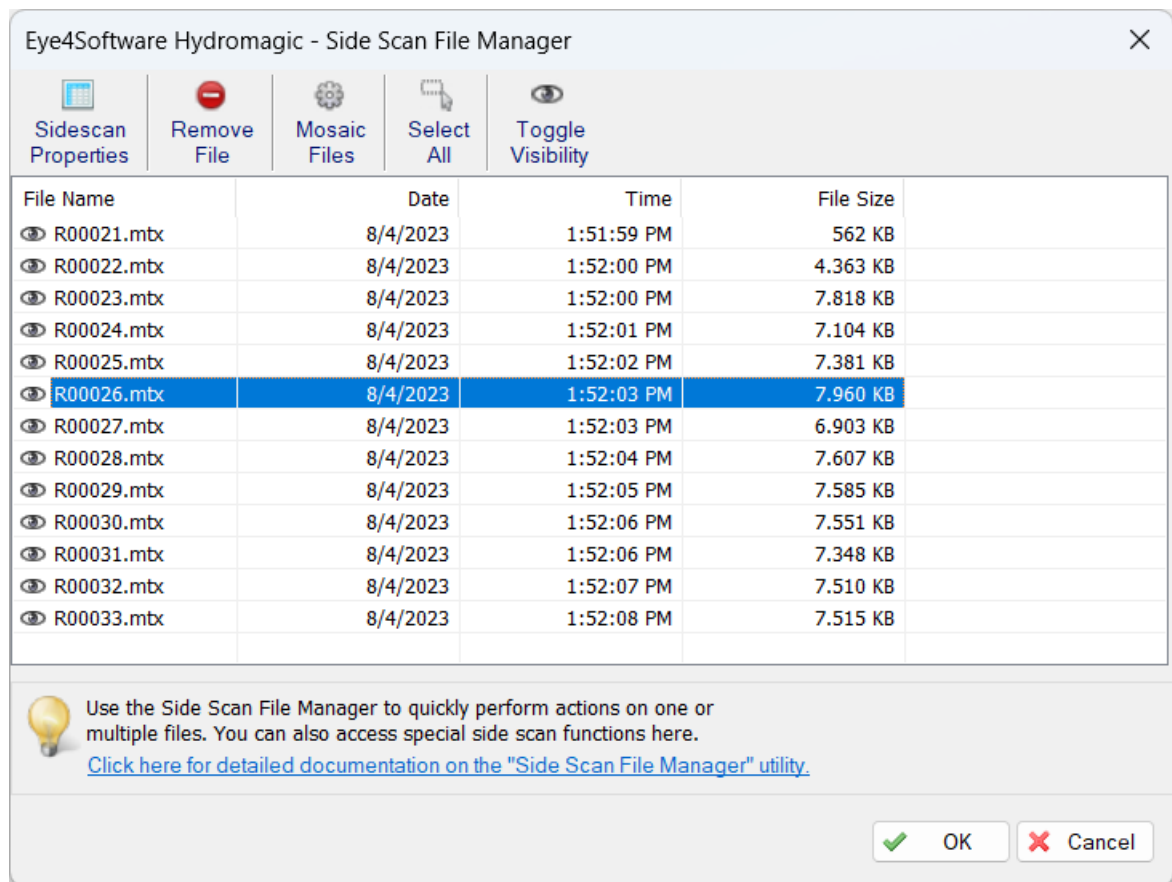 Eye4Software Hydromagic - Side Scan File Manager
Sidescan Properties
Remove File
Mosaic Files
Select All
Toggle Visibility
File Name Date Time File Size
R00021.mtx 8/4/2023 1:51:59 PM 562 KB
R00022.mtx 8/4/2023 1:52:00 PM 4.363 KB
R00023.mtx 8/4/2023 1:52:00 PM 7.818 KB
R00024.mtx 8/4/2023 1:52:01 PM 7.104 KB
R00025.mtx 8/4/2023 1:52:02 PM 7.381 KB
R00026.mtx 8/4/2023 1:52:03 PM 7.960 KB
R00027.mtx 8/4/2023 1:52:03 PM 6.903 KB
R00028.mtx 8/4/2023 1:52:04 PM 7.607 KB
R00029.mtx 8/4/2023 1:52:05 PM 7.585 KB
R00030.mtx 8/4/2023 1:52:06 PM 7.551 KB
R00031.mtx 8/4/2023 1:52:06 PM 7.348 KB
R00032.mtx 8/4/2023 1:52:07 PM 7.510 KB
R00033.mtx 8/4/2023 1:52:08 PM 7.515 KB
Use the Side Scan File Manager to quickly perform actions on one or
multiple files. You can also access special side scan functions here.
Click here for detailed documentation on the "Side Scan File Manager" utility.
OK Cancel